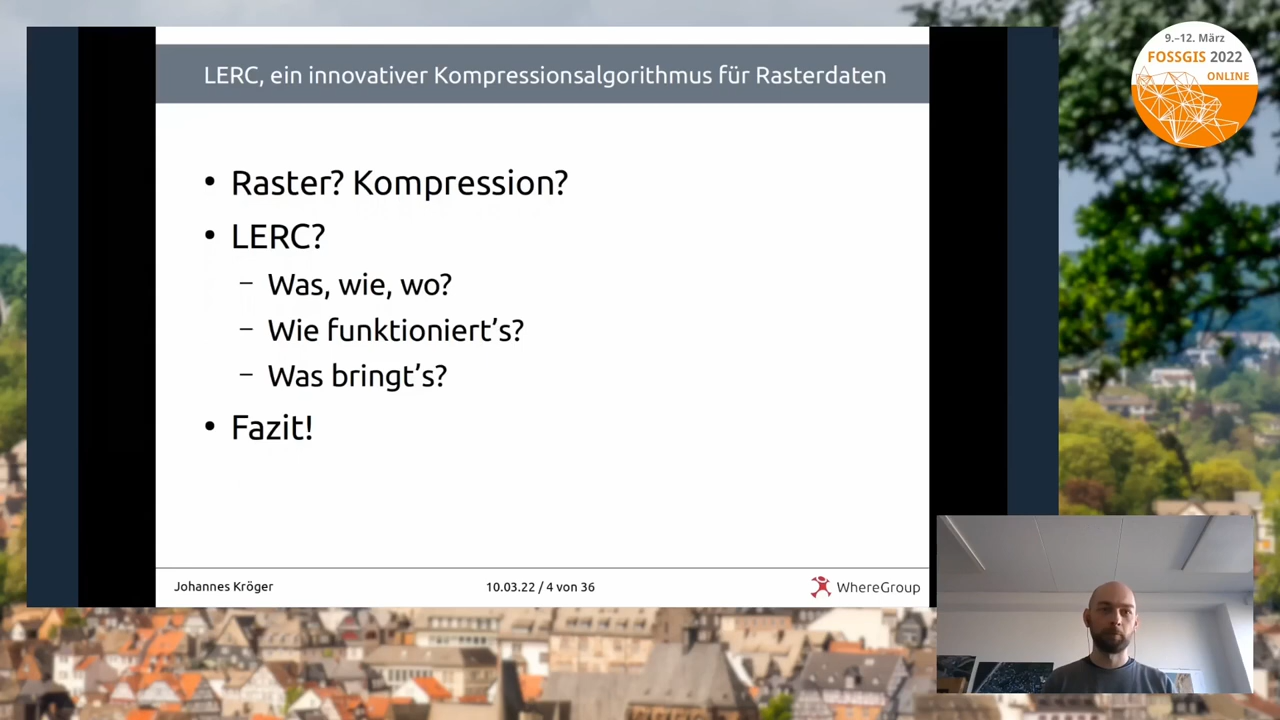 LERC, ein innovativer Kompressionsalgorithmus für Rasterdaten
• Raster? Kompression?
• LERC?
– Was, wie, wo?
– Wie funktioniert’s?
– Was bringt’s?
• Fazit!
Johannes Kröger
10.03.22 / 4 von 36
WhereGroup
9.–12. März
FOSSGIS 2022
ONLINE